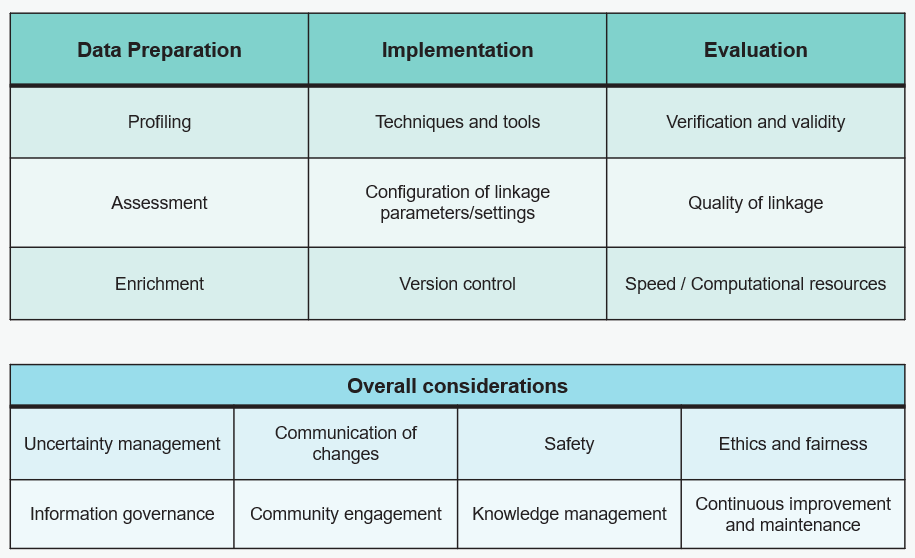 Data Preparation
Implementation
Evaluation
Profiling
Techniques and tools
Verification and validity
Assessment
Configuration of linkage
parameters/settings
Quality of linkage
Enrichment
Version control
Speed / Computational resources
Overall considerations
Uncertainty management
Communication of
changes
Safety
Ethics and fairness
Information governance
Community engagement
Knowledge management
Continuous improvement
and maintenance